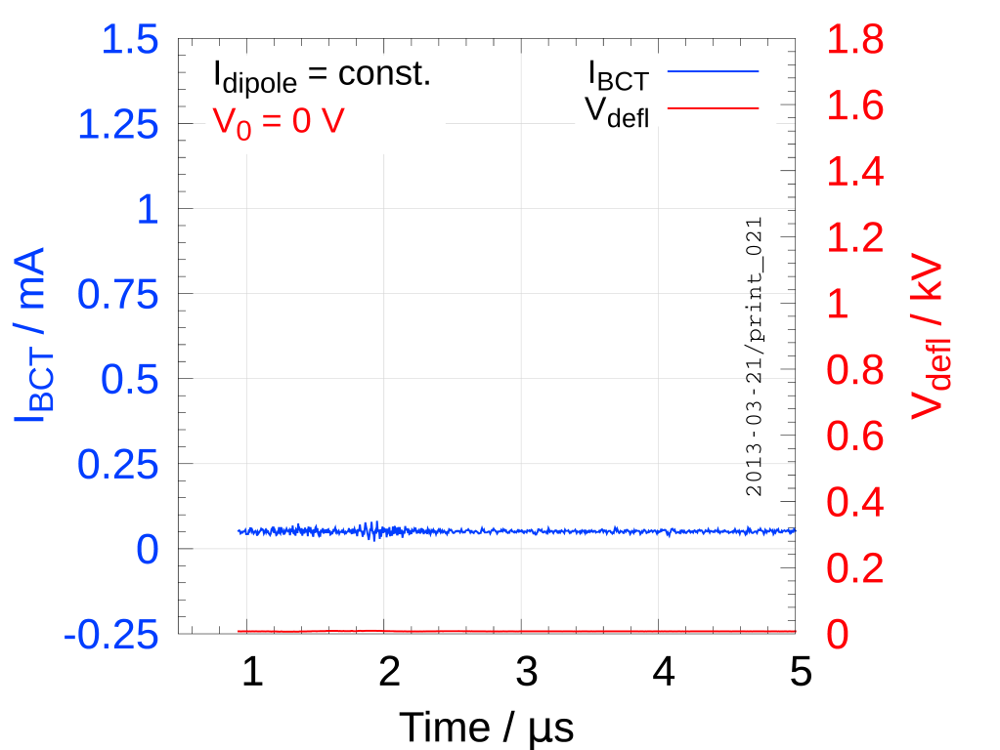 I_dipole = const.
V_0 = 0 V
I_BCT
V_defl
1.5
1.25
1
0.75
0.5
0.25
0
-0.25
I_BCT / mA
1.8
1.6
1.4
1.2
1
0.8
0.6
0.4
0.2
0
V_defl / kV
2013-03-21/print_021
1 2 3 4 5
Time / µs